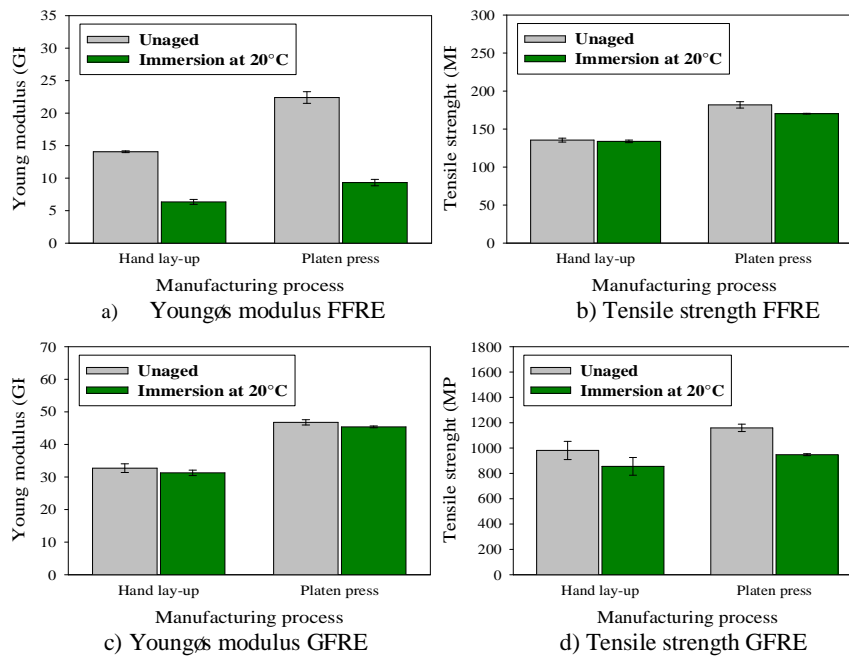 35
30
25
20
15
10
5
0
Young modulus (GI
Unaged
Immersion at 20°C
Hand lay-up Platen press
Manufacturing process
a) Youngøs modulus FFRE
300
250
200
150
100
50
0
Tensile strenght (MI
Unaged
Immersion at 20°C
Hand lay-up Platen press
Manufacturing process
b) Tensile strength FFRE
70
60
50
40
30
20
10
0
Young modulus (GI
Unaged
Immersion at 20°C
Hand lay-up Platen press
Manufacturing process
c) Youngøs modulus GFRE
1800
1600
1400
1200
1000
800
600
400
200
0
Tensile strenght (MP
Unaged
Immersion at 20°C
Hand lay-up Platen press
Manufacturing process
d) Tensile strength GFRE